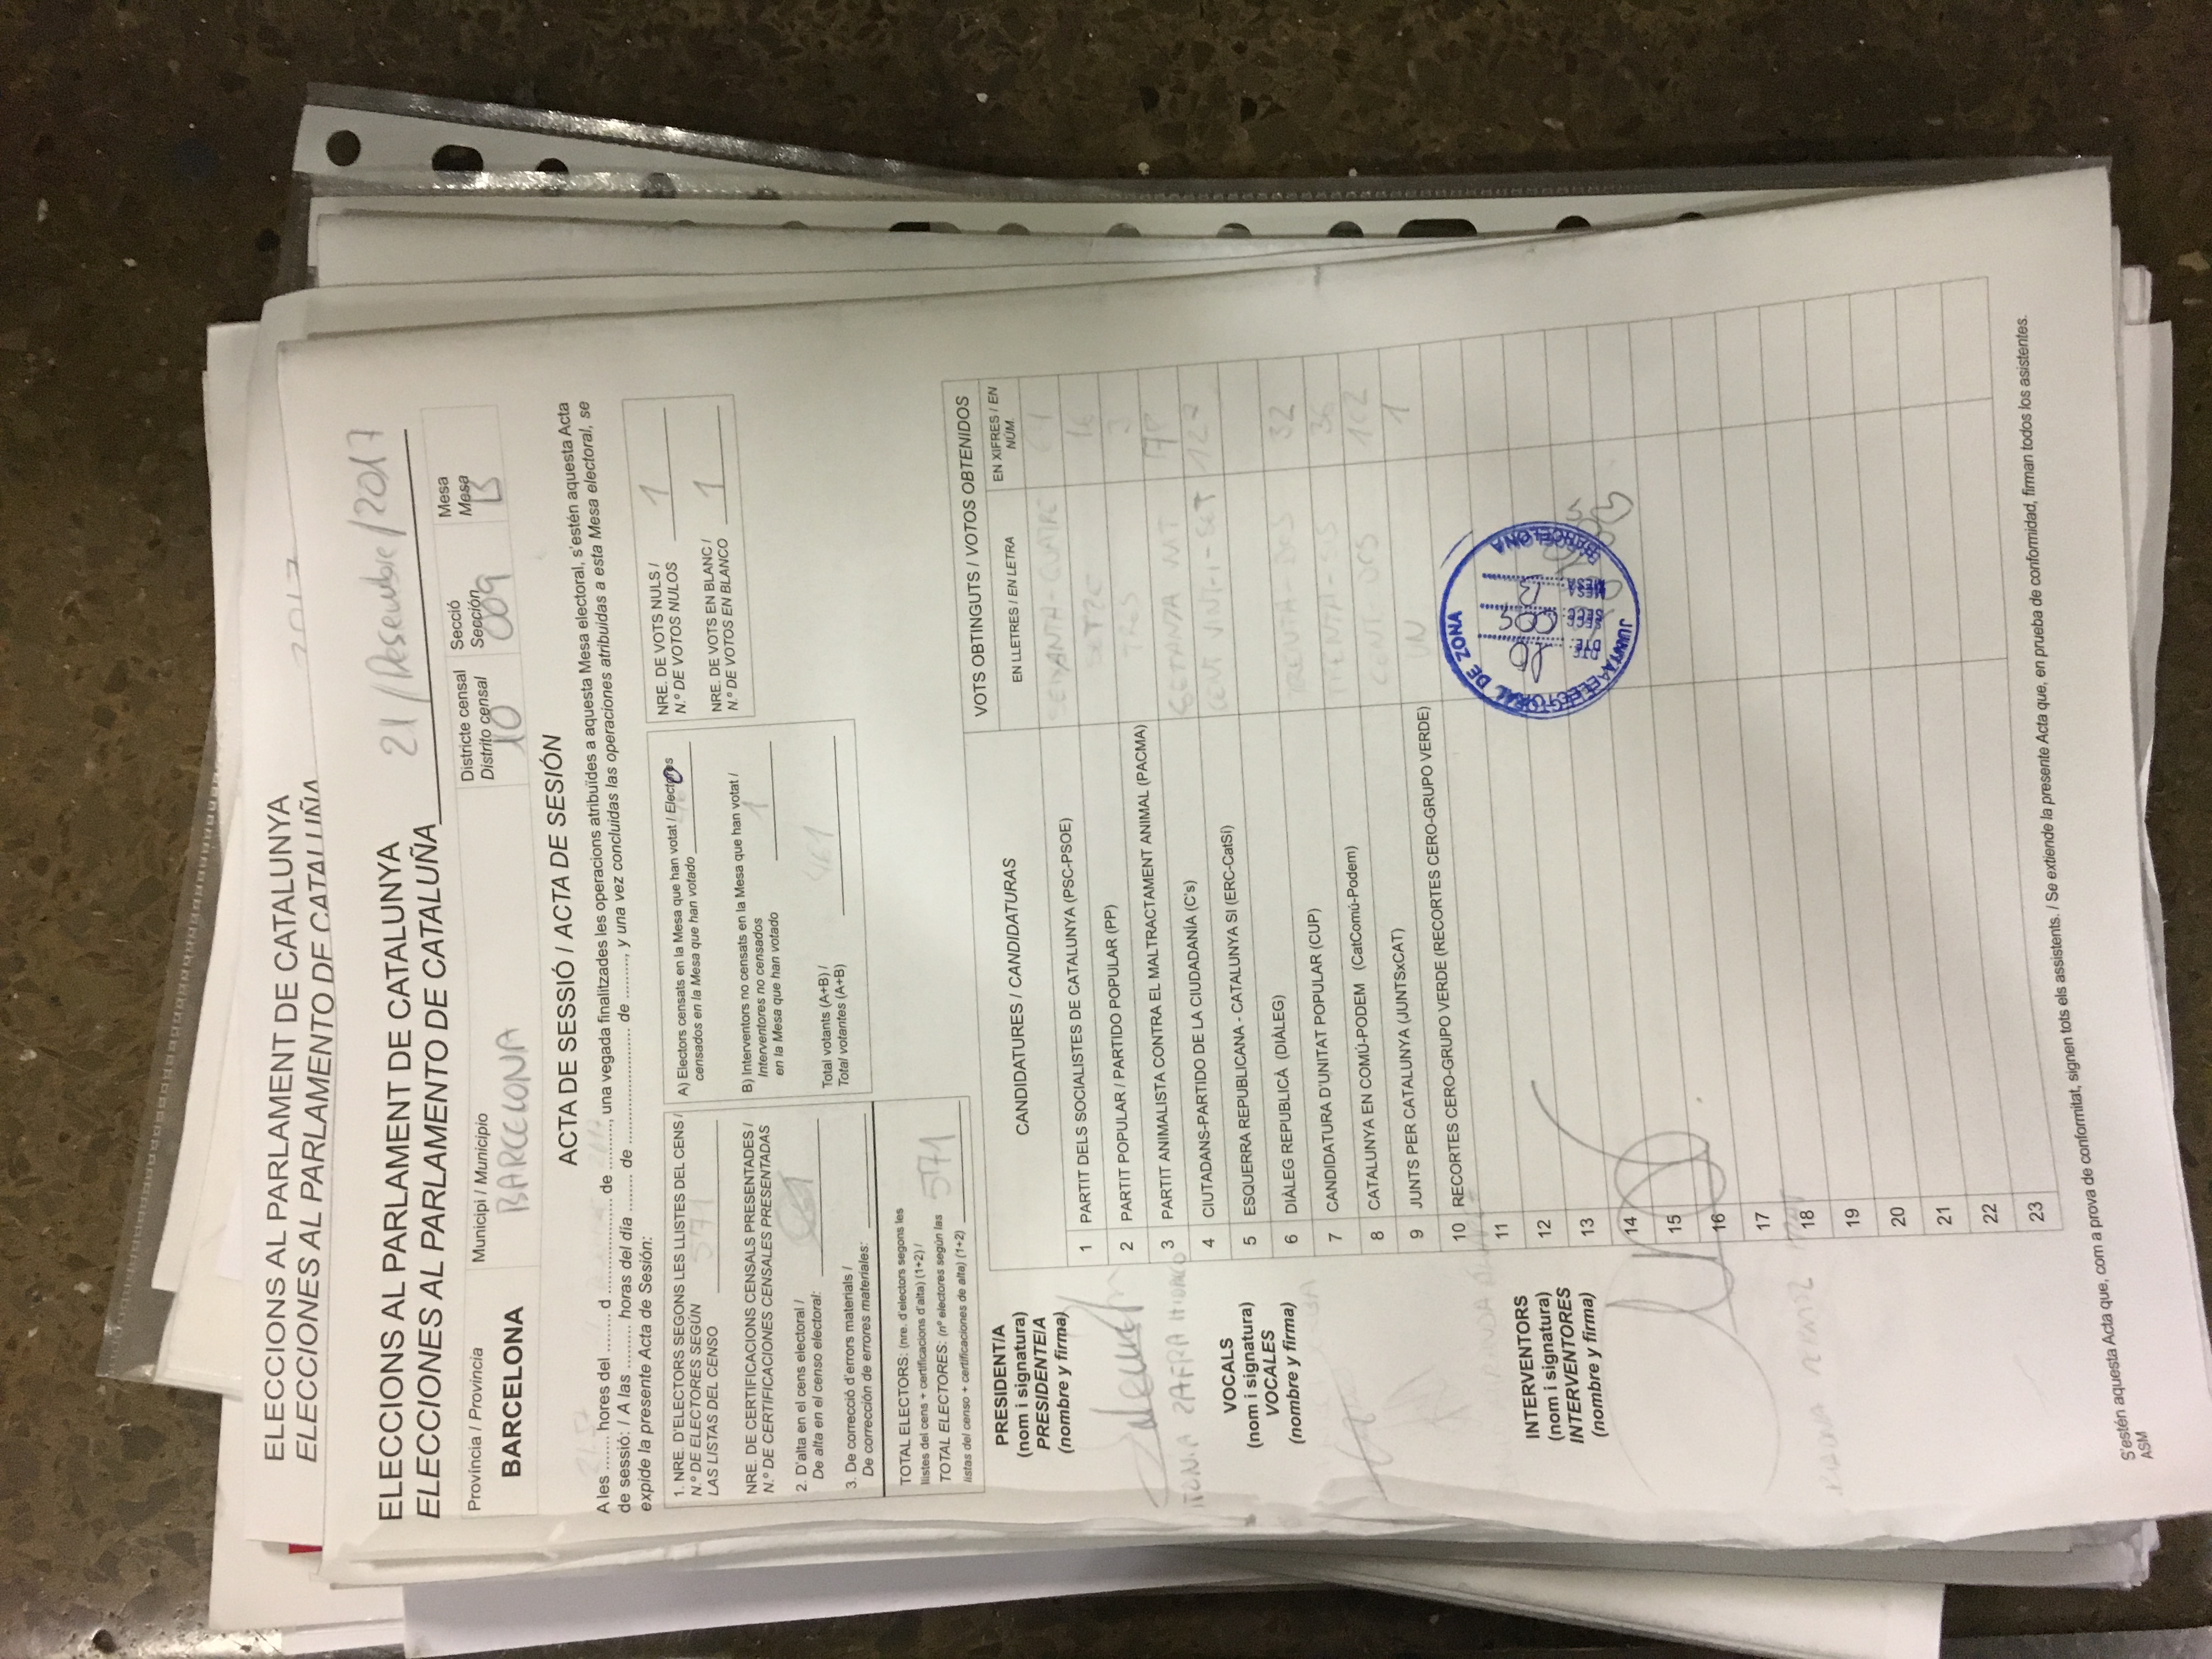 ELECCIONS AL PARLAMENT DE CATALUNYA
ELECCIONES AL PARLAMENTO DE CATALUÑA
2017
ELECCIONS AL PARLAMENT DE CATALUNYA
ELECCIONES AL PARLAMENTO DE CATALUÑA 21/Desembre/2017
Província / Provincia
BARCELONA
Municipi / Municipio
BARCELONA
Districte censal
Distrito censal
10
Secció
Sección
009
Mesa
Mesa
B
ACTA DE SESSIÓ / ACTA DE SESIÓN
A les ....... hores del ........ d .................... de .........., una vegada finalitzades les operacions atribuïdes a aquesta Mesa electoral, s'estén aquesta Acta
de sessió: / A las ......... horas del día ....... de ........................ de ........., y una vez concluidas las operaciones atribuidas a esta Mesa electoral, se
expide la presente Acta de Sesión:
1. NRE. D'ELECTORS SEGONS LES LLISTES DEL CENS /
N.º DE ELECTORES SEGÚN
LAS LISTAS DEL CENSO 571
NRE. DE CERTIFICACIONS CENSALS PRESENTADES /
N.º DE CERTIFICACIONES CENSALES PRESENTADAS
2. D'alta en el cens electoral /
De alta en el censo electoral:
3. De correcció d'errors materials /
De corrección de errores materiales:
TOTAL ELECTORS: (nre. d'electors segons les
llistes del cens + certificacions d'alta) (1+2) /
TOTAL ELECTORES: (nº electores según las
listas del censo + certificaciones de alta) (1+2) 571
A) Electors censats en la Mesa que han votat / Electores
censados en la Mesa que han votado 460
B) Interventors no censats en la Mesa que han votat /
Interventores no censados
en la Mesa que han votado 1
Total votants (A+B) /
Total votantes (A+B) 461
NRE. DE VOTS NULS /
N.º DE VOTOS NULOS 1
NRE. DE VOTS EN BLANC /
N.º DE VOTOS EN BLANCO 1
PRESIDENT/A
(nom i signatura)
PRESIDENTE/A
(nombre y firma)
ZAFRA HIDALGO
VOCALS
(nom i signatura)
VOCALES
(nombre y firma)
INTERVENTORS
(nom i signatura)
INTERVENTORES
(nombre y firma)
CANDIDATURES / CANDIDATURAS
VOTS OBTINGUTS / VOTOS OBTENIDOS
EN LLETRES / EN LETRA
EN XIFRES / EN
NÚM.
1 PARTIT DELS SOCIALISTES DE CATALUNYA (PSC-PSOE) SEIXANTA-QUATRE 64
2 PARTIT POPULAR / PARTIDO POPULAR (PP) SETZE 16
3 PARTIT ANIMALISTA CONTRA EL MALTRACTAMENT ANIMAL (PACMA) TRES 3
4 CIUTADANS-PARTIDO DE LA CIUDADANÍA (C's) SETANTA VUIT 78
5 ESQUERRA REPUBLICANA - CATALUNYA SI (ERC-CatSí) CENT VINT-I-SET 127
6 DIÀLEG REPUBLICÀ (DIÀLEG)
7 CANDIDATURA D'UNITAT POPULAR (CUP) TRENTA-DOS 32
8 CATALUNYA EN COMÚ-PODEM (CatComú-Podem) TRENTA-SIS 36
9 JUNTS PER CATALUNYA (JUNTSxCAT) CENT-DOS 102
10 RECORTES CERO-GRUPO VERDE (RECORTES CERO-GRUPO VERDE) UN 1
11
12
13
14
15
16
17
18
19
20
21
22
23
JUNTA ELECTORAL DE ZONA
BARCELONA
DTE: 10
SECC: 009
MESA: B
S'estén aquesta Acta que, com a prova de conformitat, signen tots els assistents. / Se extiende la presente Acta que, en prueba de conformidad, firman todos los asistentes.
ASM